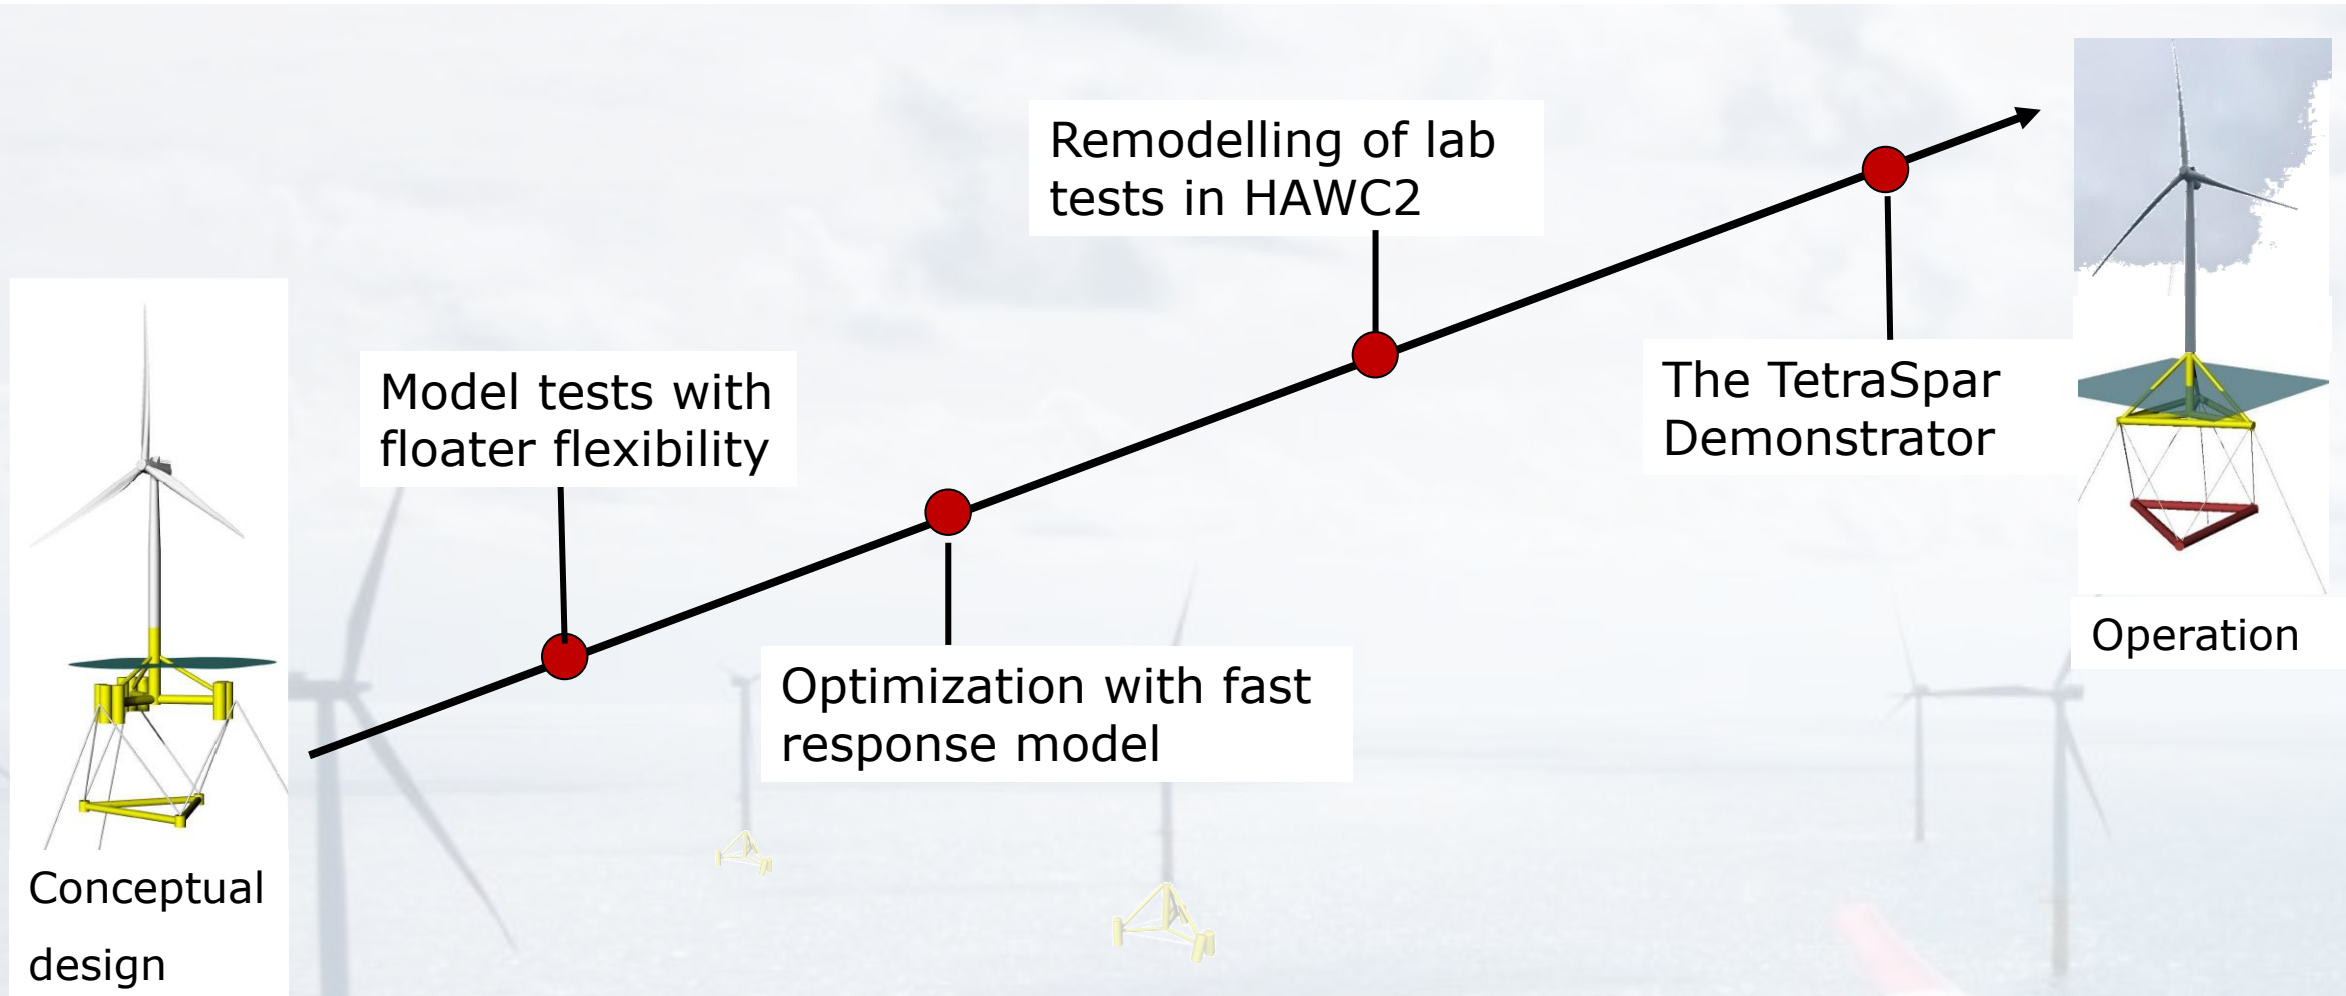 Conceptual
design
Model tests with
floater flexibility
Optimization with fast
response model
Remodelling of lab
tests in HAWC2
The TetraSpar
Demonstrator
Operation